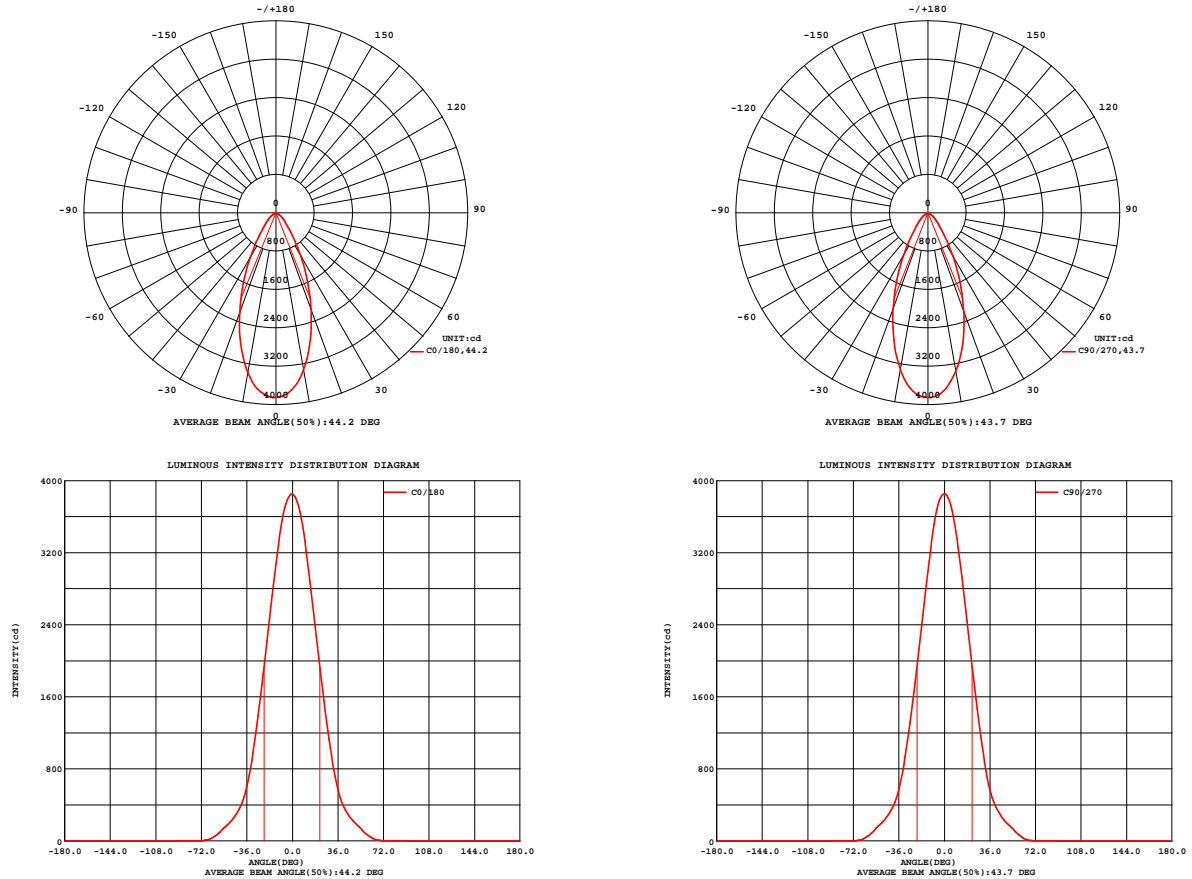 -/+180
-150
150
-120
120
-90
90
0
800
1600
2400
3200
4000
-60
60
-30
30
0
UNIT:cd
C0/180,44.2
AVERAGE BEAM ANGLE(50%):44.2 DEG
-/+180
-150
150
-120
120
-90
90
0
800
1600
2400
3200
4000
-60
60
-30
30
0
UNIT:cd
C90/270,43.7
AVERAGE BEAM ANGLE(50%):43.7 DEG
LUMINOUS INTENSITY DISTRIBUTION DIAGRAM
C0/180
INTENSITY(cd)
4000
3200
2400
1600
800
0
-180.0 -144.0 -108.0 -72.0 -36.0 0.0 36.0 72.0 108.0 144.0 180.0
ANGLE(DEG)
AVERAGE BEAM ANGLE(50%):44.2 DEG
LUMINOUS INTENSITY DISTRIBUTION DIAGRAM
C90/270
INTENSITY(cd)
4000
3200
2400
1600
800
0
-180.0 -144.0 -108.0 -72.0 -36.0 0.0 36.0 72.0 108.0 144.0 180.0
ANGLE(DEG)
AVERAGE BEAM ANGLE(50%):43.7 DEG